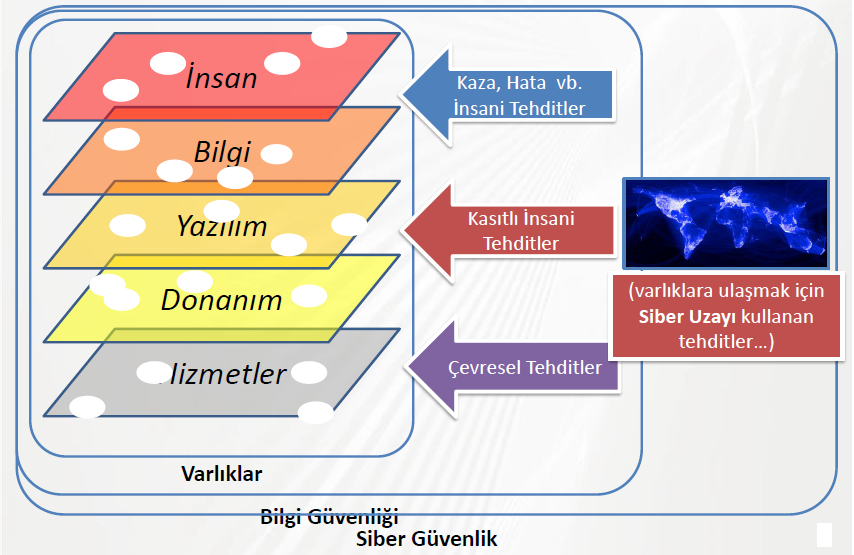 İnsan
Bilgi
Yazılım
Donanım
Hizmetler
Kaza, Hata vb.
İnsani Tehditler
Kasıtlı İnsani
Tehditler
Çevresel Tehditler
(varlıklara ulaşmak için
Siber Uzayı kullanan
tehditler…)
Varlıklar
Bilgi Güvenliği
Siber Güvenlik